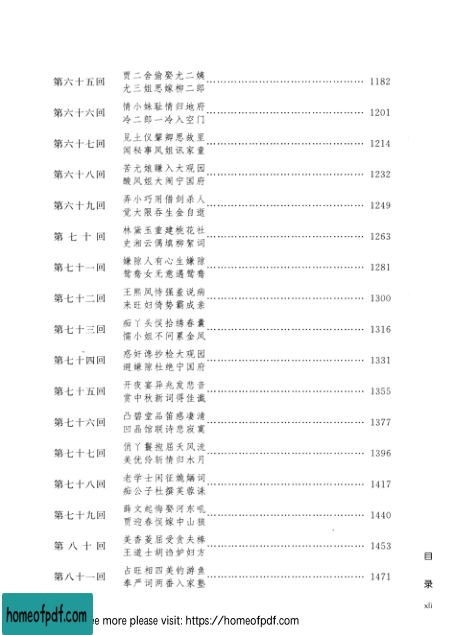 第六十五回 贾二舍偷娶尤二姨
尤三姐思嫁柳二郎 1182
第六十六回 情小妹耻情归地府
冷二郎一冷入空门 1201
第六十七回 见土仪颦卿思故里
闻秘事凤姐讯家童 1214
第六十八回 苦尤娘赚入大观园
酸凤姐大闹宁国府 1232
第六十九回 弄小巧用借剑杀人
觉大限吞生金自逝 1249
第七十回 林黛玉重建桃花社
史湘云偶填柳絮词 1263
第七十一回 嫌隙人有心生嫌隙
鸳鸯女无意遇鸳鸯 1281
第七十二回 王熙凤恃强羞说病
来旺妇倚势霸成亲 1300
第七十三回 痴丫头误拾绣春囊
懦小姐不问累金凤 1316
第七十四回 惑奸谗抄检大观园
避嫌隙杜绝宁国府 1331
第七十五回 开夜宴异兆发悲音
赏中秋新词得佳谶 1355
第七十六回 凸碧堂品笛感凄清
凹晶馆联诗悲寂寞 1377
第七十七回 俏丫鬟抱屈夭风流
美优伶斩情归水月 1396
第七十八回 老学士闲征姽婳词
痴公子杜撰芙蓉诔 1417
第七十九回 薛文起悔娶河东吼
贾迎春误嫁中山狼 1440
第八十回 美香菱屈受贪夫棒
王道士胡诌妒妇方 1453
第八十一回 占旺相四美钓游鱼
奉严词两番入家塾 1471
目录
xli
homeofpdf.com
ee more please visit: https://homeofpdf.com